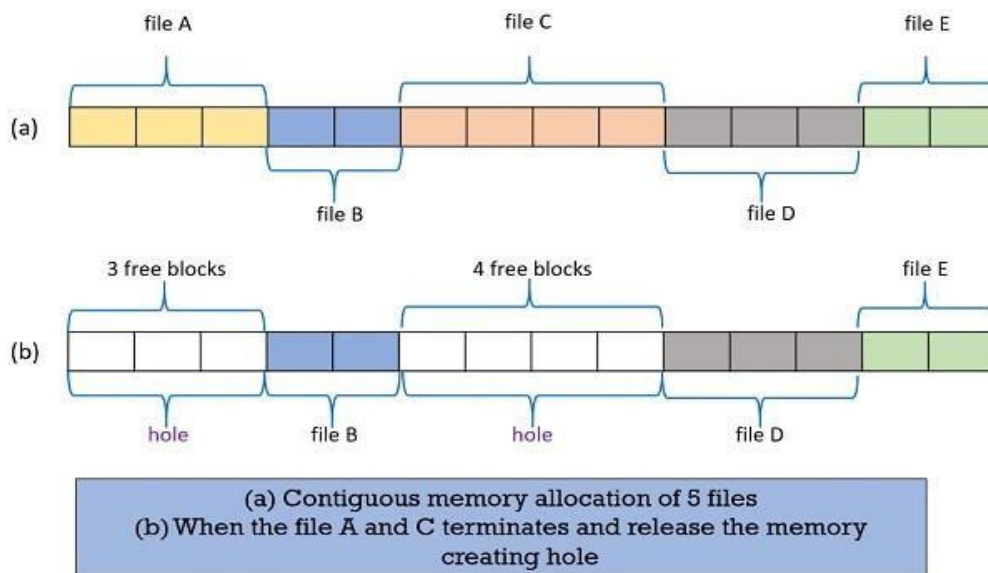 file A
file C
file E
(a)
file B
file D
3 free blocks
4 free blocks
file E
(b)
hole
file B
hole
file D
(a) Contiguous memory allocation of 5 files
(b) When the file A and C terminates and release the memory
creating hole